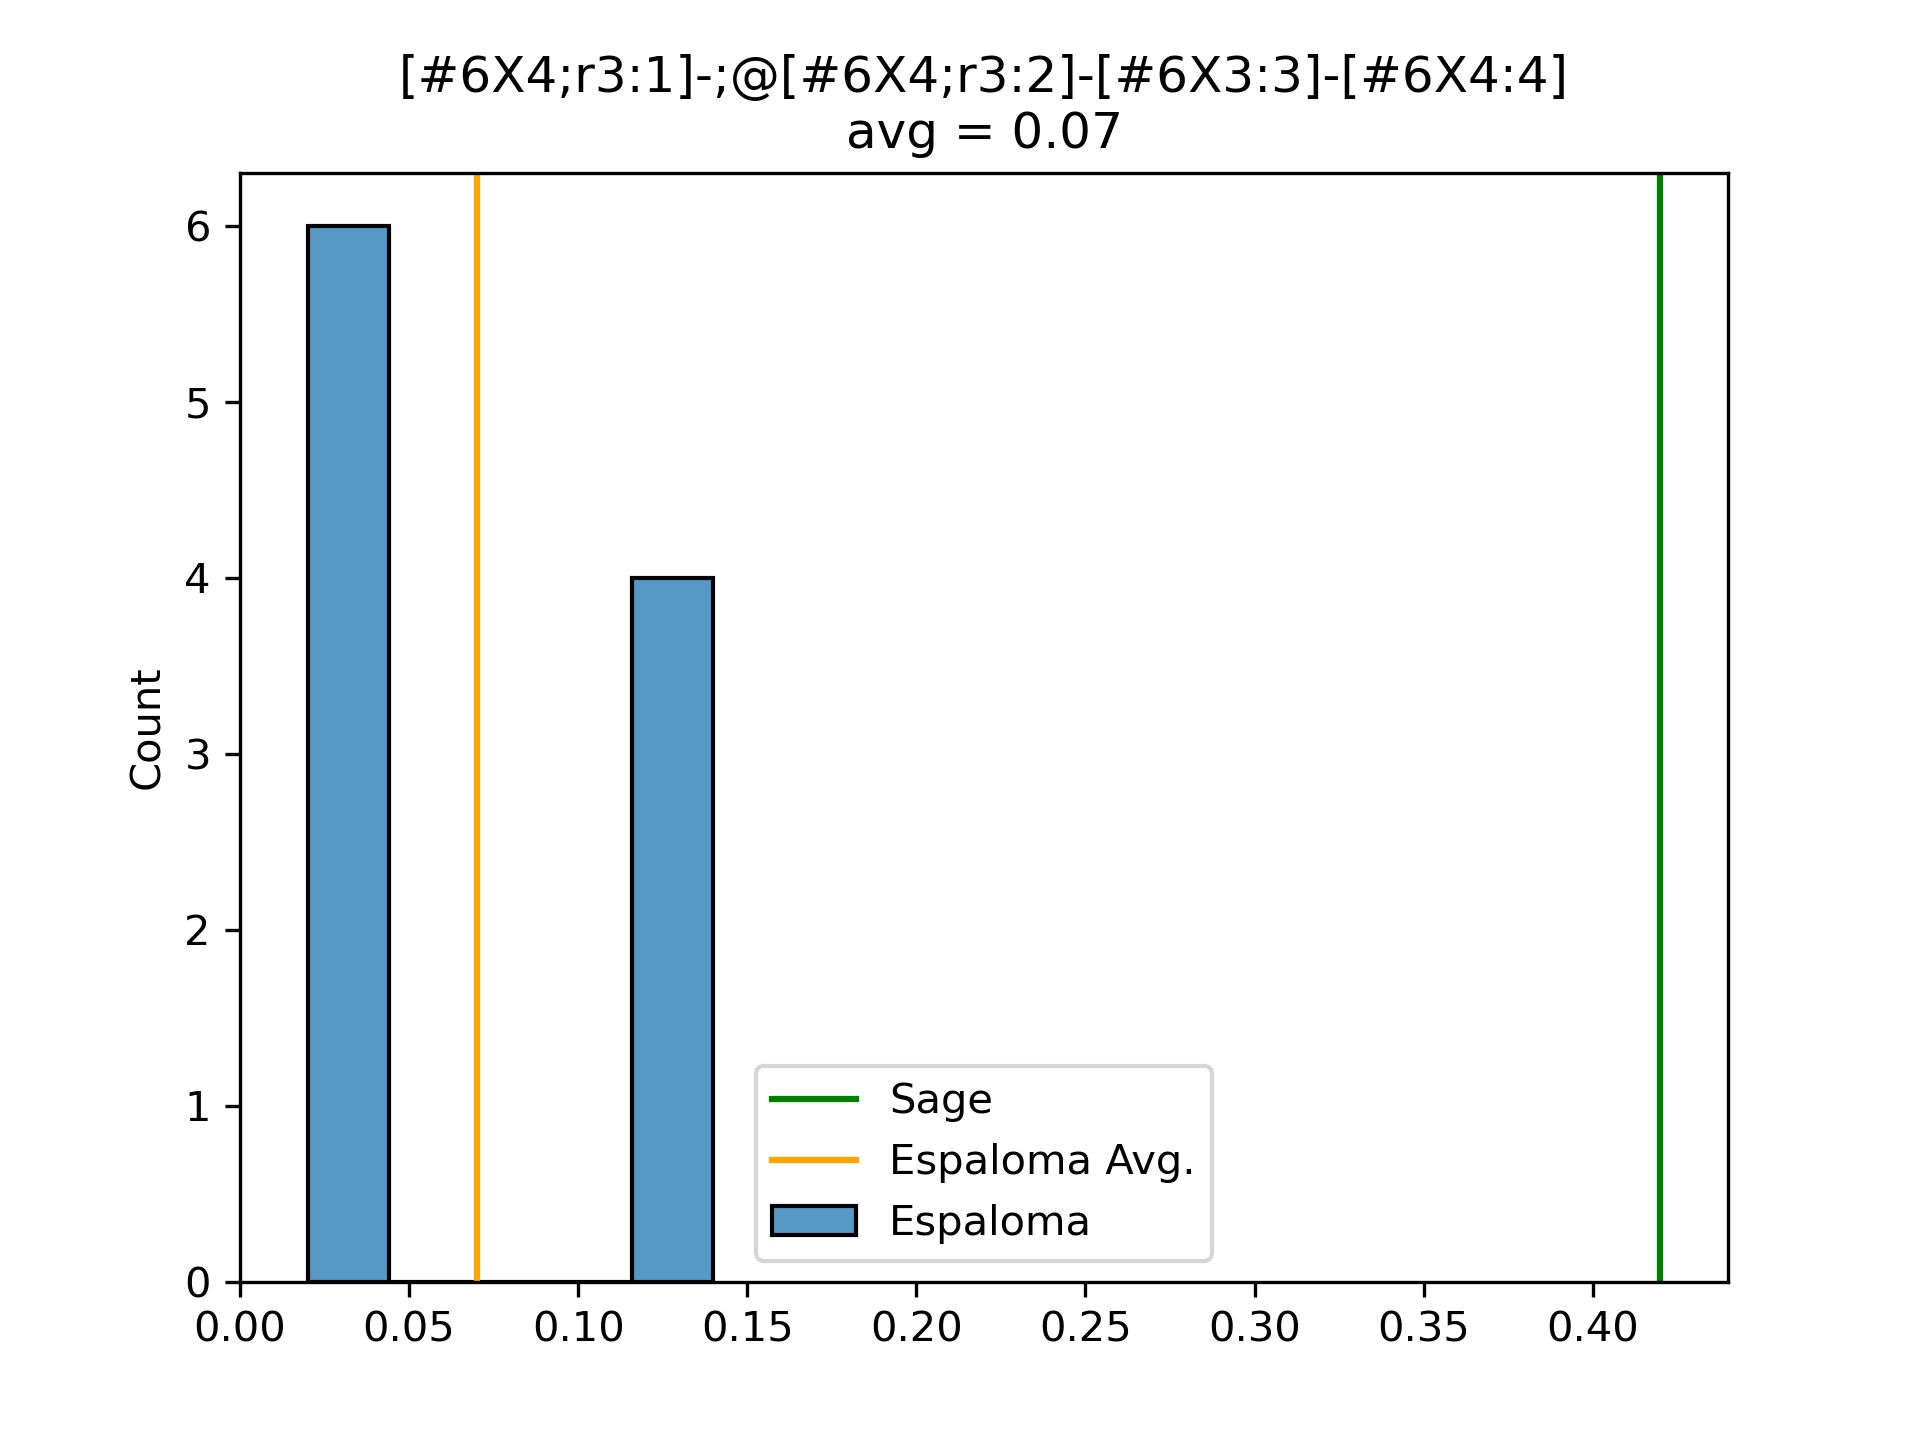 [#6X4;r3:1]-;@[#6X4;r3:2]-[#6X3:3]-[#6X4:4]
avg = 0.07
6
5
4
3
2
1
0
Count
Sage
Espaloma Avg.
Espaloma
0.00 0.05 0.10 0.15 0.20 0.25 0.30 0.35 0.40